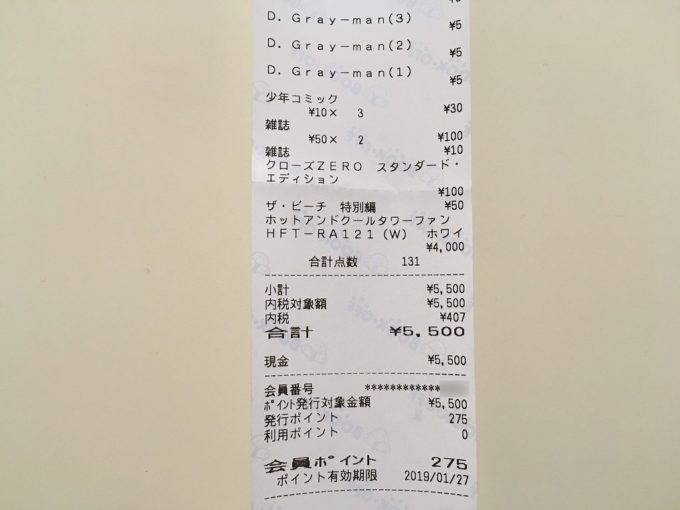 D.Gray-man(3)
¥5
D.Gray-man(2)
¥5
D.Gray-man(1)
¥5
少年コミック
¥10× 3 ¥30
雑誌
¥50× 2 ¥100
雑誌 ¥10
クローズZERO スタンダード・
エディション
¥100
ザ・ビーチ 特別編 ¥50
ホットアンドクールタワーファン
HFT-RA121(W) ホワイ
¥4,000
合計点数 131
小計 ¥5,500
内税対象額 ¥5,500
内税 ¥407
合計 ¥5,500
現金 ¥5,500
会員番号 ************
ポイント発行対象金額 ¥5,500
発行ポイント 275
利用ポイント 0
会員ポイント 275
ポイント有効期限 2019/01/27